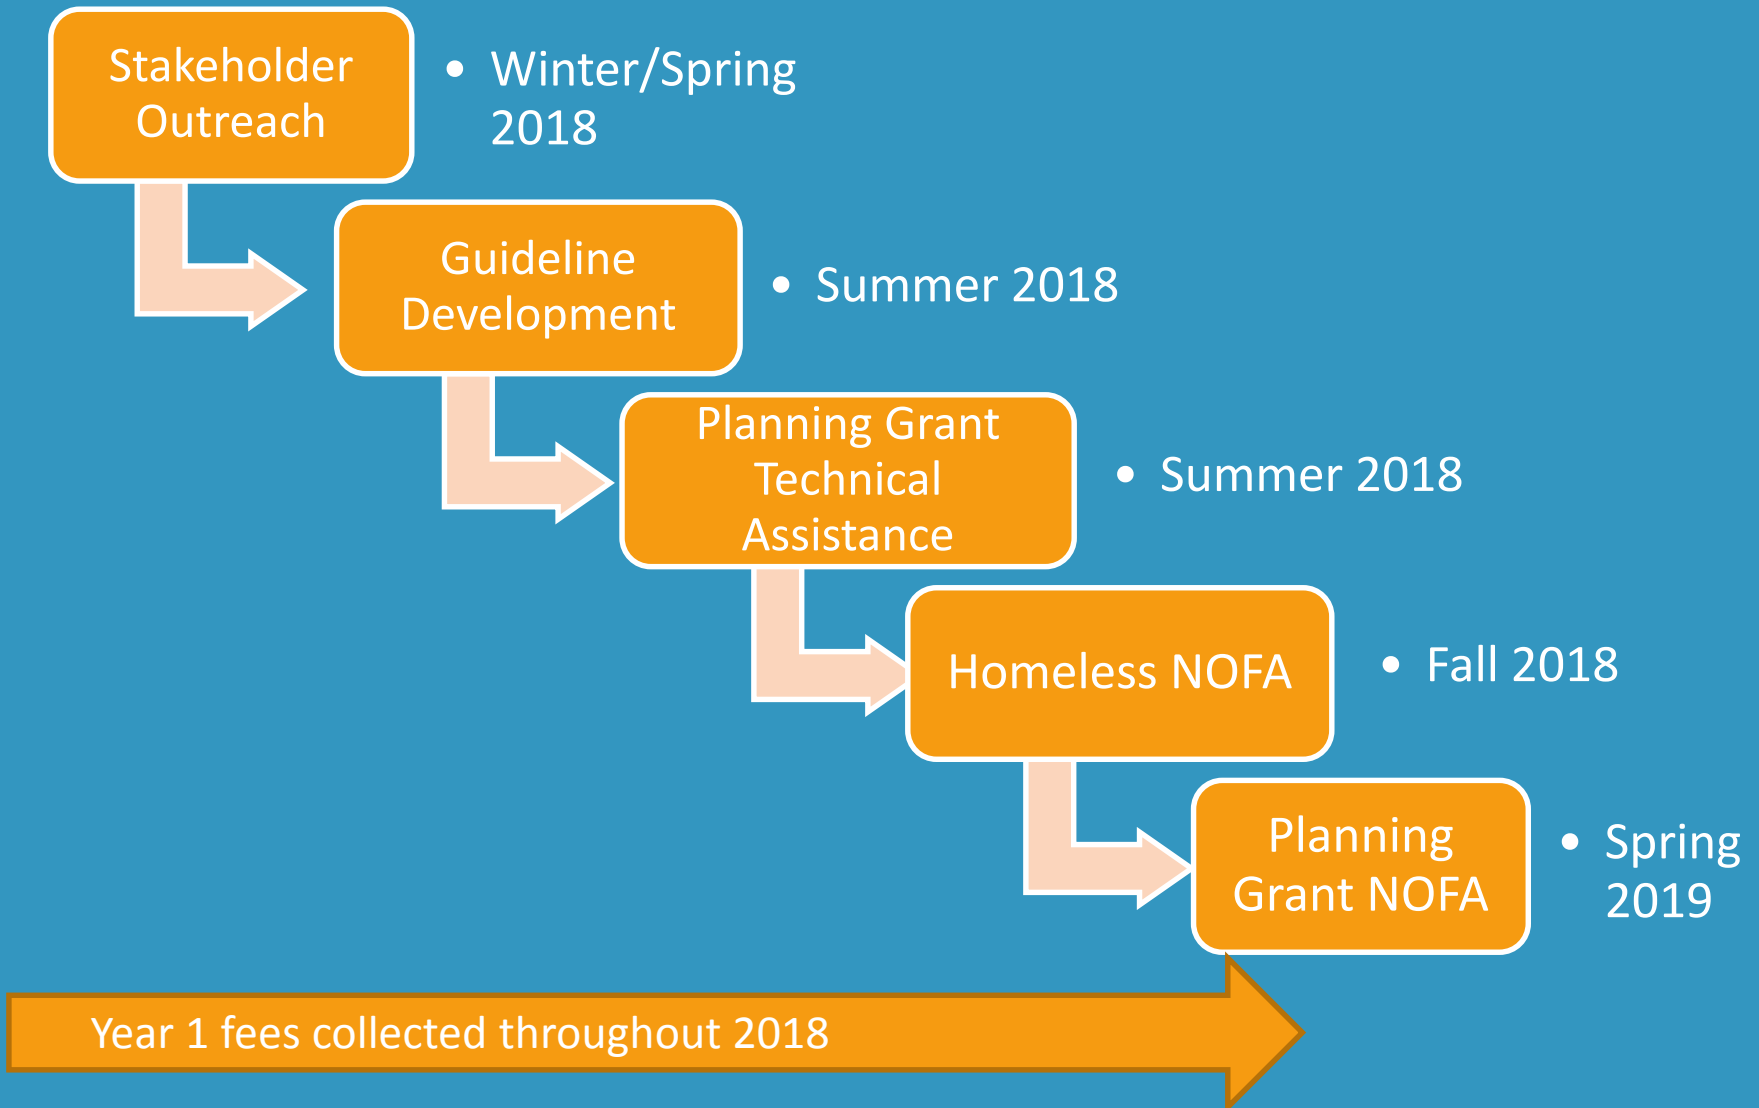 Stakeholder
Outreach
• Winter/Spring
2018
Guideline
Development
• Summer 2018
Planning Grant
Technical
Assistance
• Summer 2018
Homeless NOFA
• Fall 2018
Planning
Grant NOFA
• Spring
2019
Year 1 fees collected throughout 2018